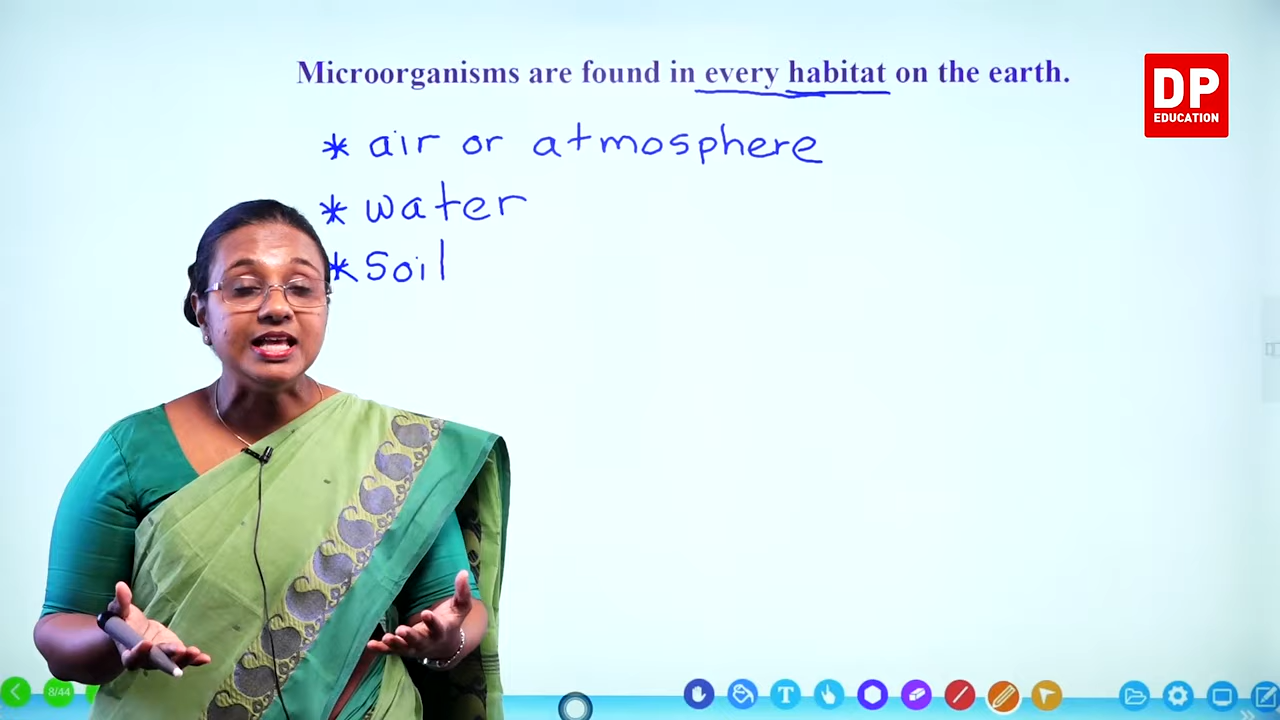 Microorganisms are found in every habitat on the earth.
DP
EDUCATION
* air or atmosphere
* water
* Soil
8/44